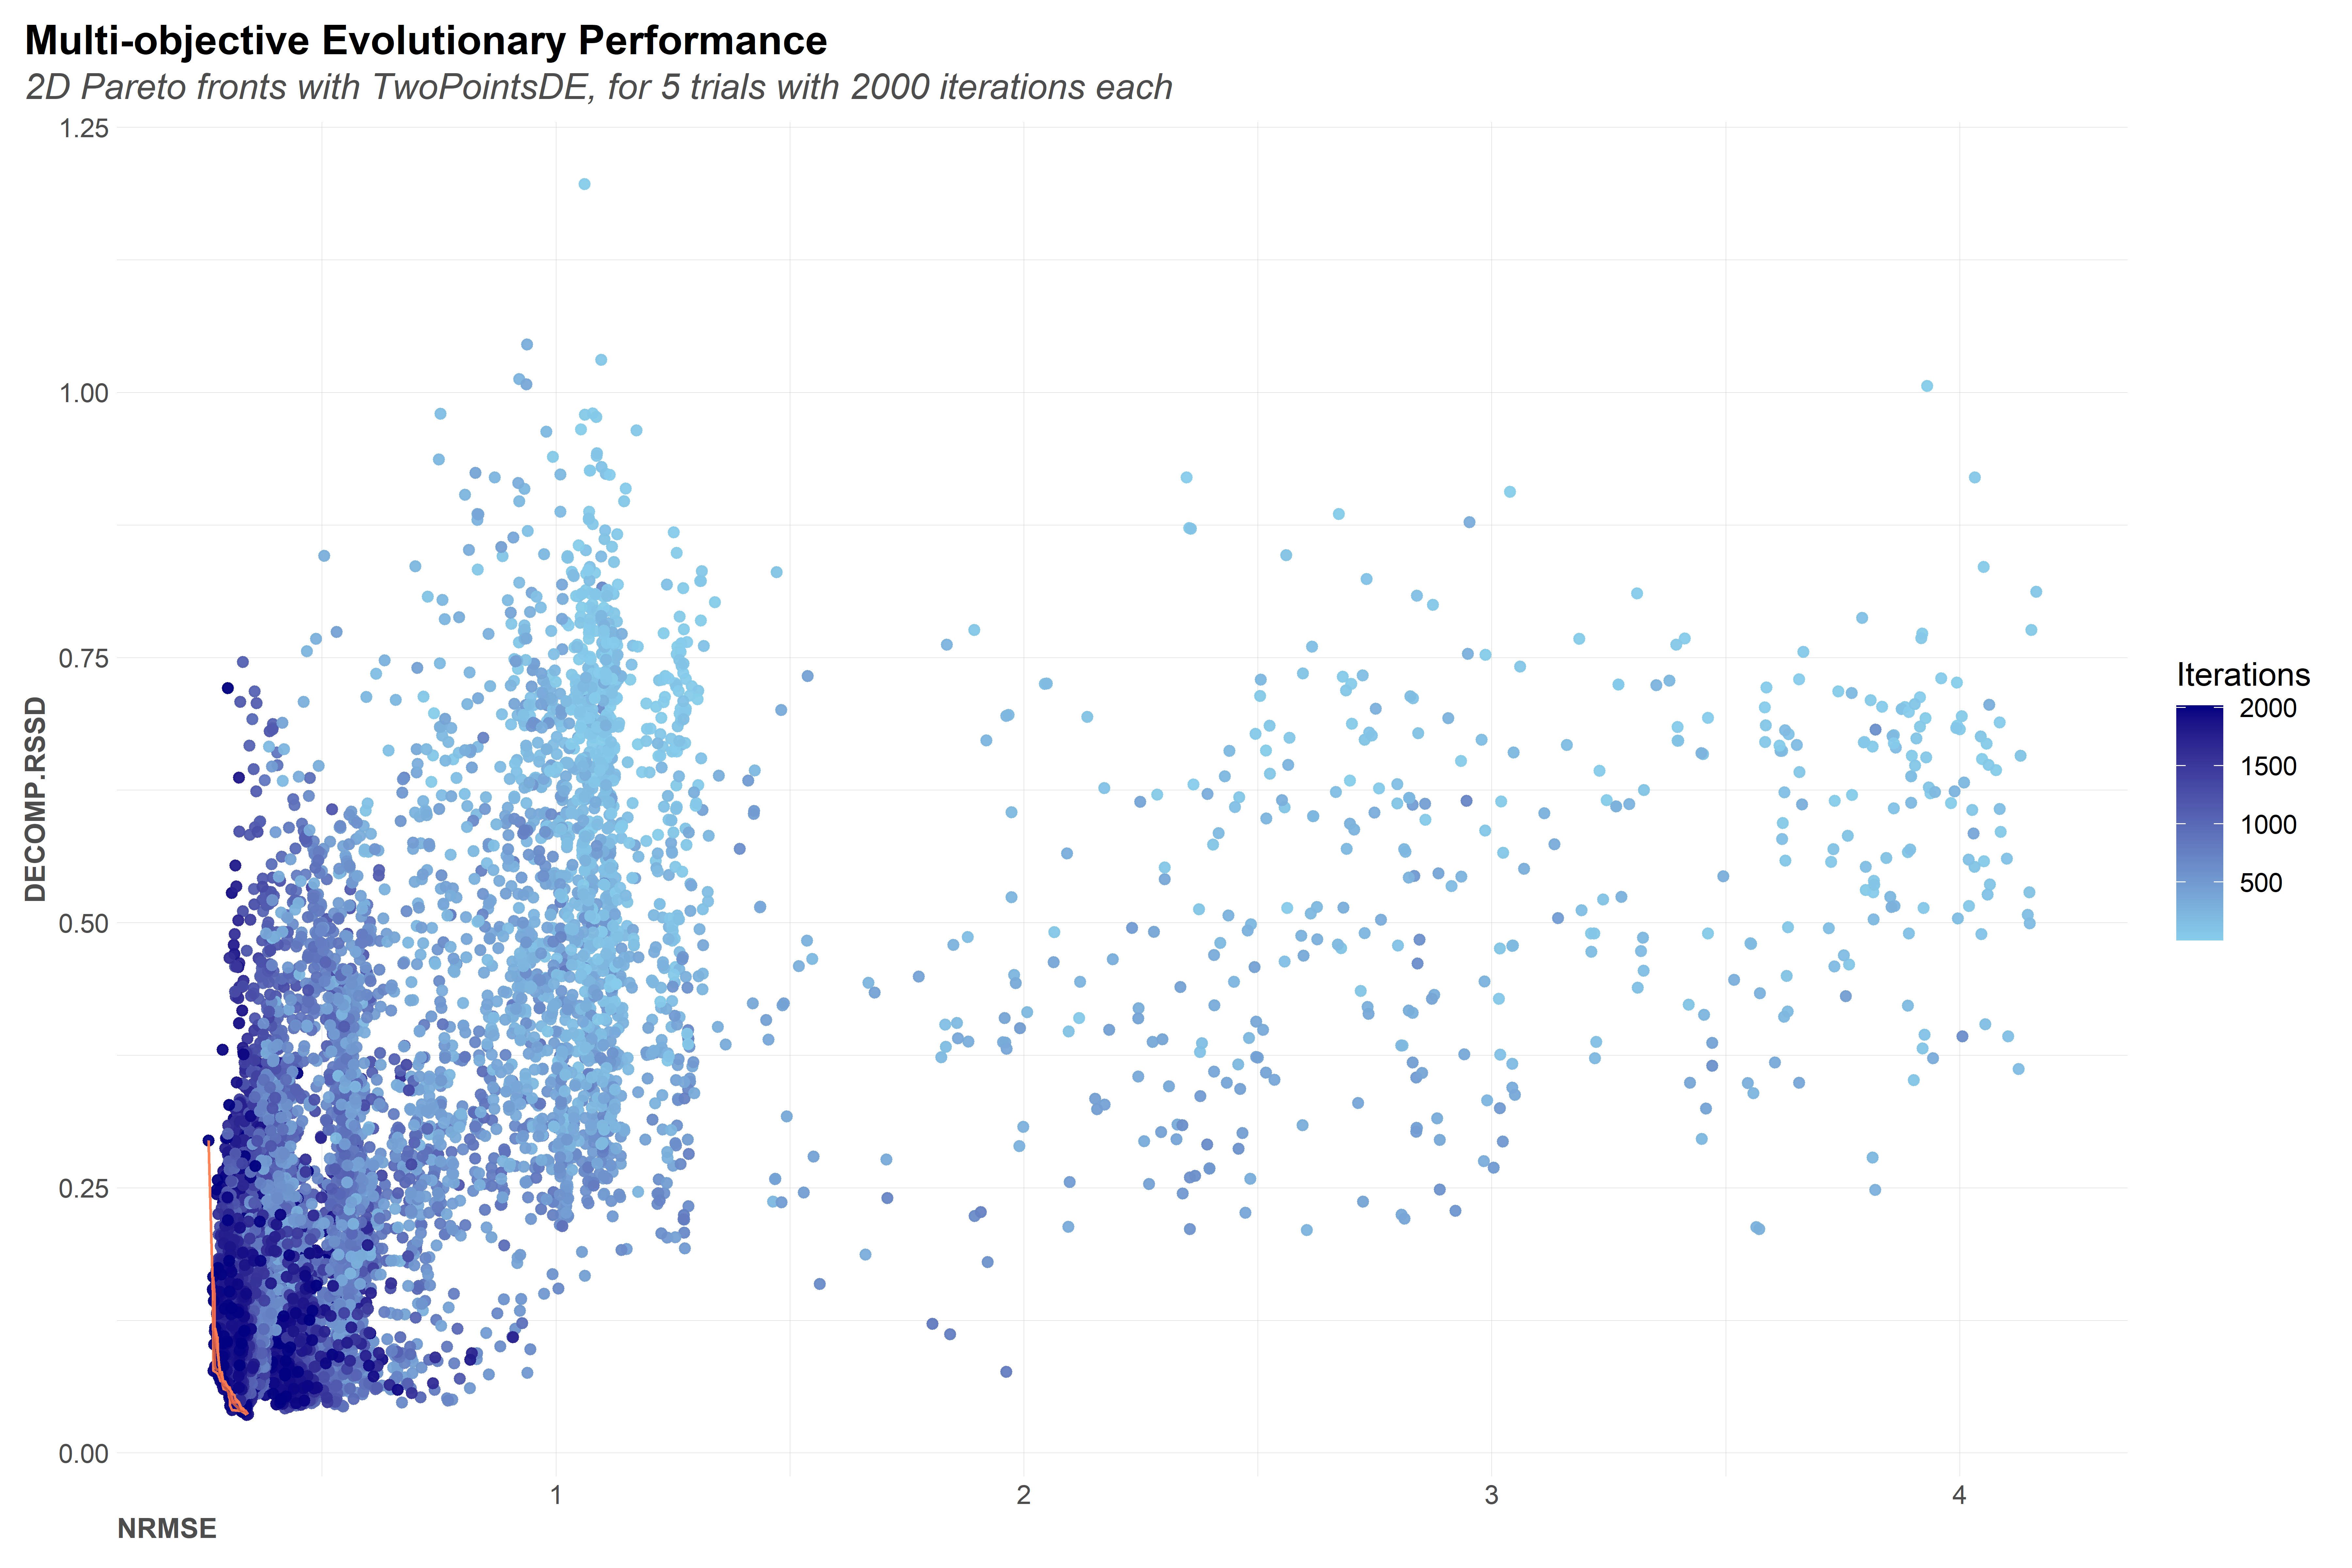 Multi-objective Evolutionary Performance
2D Pareto fronts with TwoPointsDE, for 5 trials with 2000 iterations each
1.25
1.00
0.75
0.50
0.25
0.00
DECOMP.RSSD
1
2
3
4
NRMSE
Iterations
2000
1500
1000
500